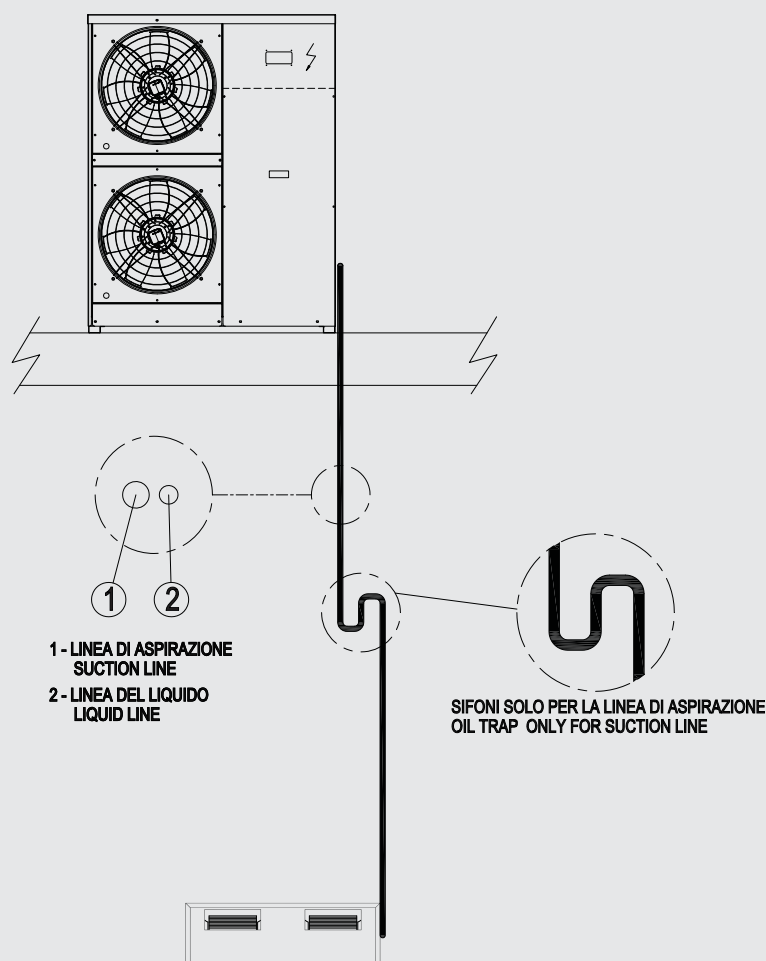 1
2
1 - LINEA DI ASPIRAZIONE
SUCTION LINE
2 - LINEA DEL LIQUIDO
LIQUID LINE
SIFONI SOLO PER LA LINEA DI ASPIRAZIONE
OIL TRAP ONLY FOR SUCTION LINE